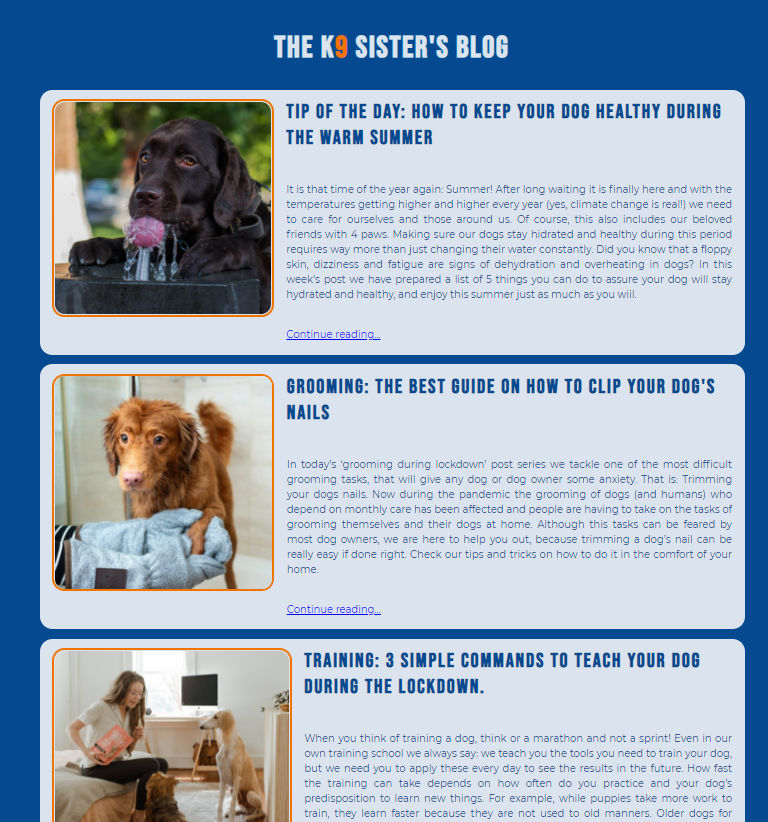 THE K9 SISTER'S BLOG
TIP OF THE DAY: HOW TO KEEP YOUR DOG HEALTHY DURING
THE WARM SUMMER
It is that time of the year again: Summer! After long waiting it is finally here and with the
temperatures getting higher and higher every year (yes, climate change is real!) we need
to care for ourselves and those around us. Of course, this also includes our beloved
friends with 4 paws. Making sure our dogs stay hidrated and healthy during this period
requires way more than just changing their water constantly. Did you know that a floppy
skin, dizziness and fatigue are signs of dehydration and overheating in dogs? In this
week's post we have prepared a list of 5 things you can do to assure your dog will stay
hydrated and healthy, and enjoy this summer just as much as you wiil.
Continue reading...
GROOMING: THE BEST GUIDE ON HOW TO CLIP YOUR DOG'S
NAILS
In today's 'grooming during lockdown' post series we tackle one of the most difficult
grooming tasks, that will give any dog or dog owner some anxiety. That is: Trimming
your dogs nails. Now during the pandemic the grooming of dogs (and humans) who
depend on monthly care has been affected and people are having to take on the tasks of
grooming themselves and their dogs at home. Although this tasks can be feared by
most dog owners, we are here to help you out, because trimming a dog's nail can be
really easy if done right. Check our tips and tricks on how to do it in the comfort of your
home.
Continue reading...
TRAINING: 3 SIMPLE COMMANDS TO TEACH YOUR DOG
DURING THE LOCKDOWN.
When you think of training a dog, think or a marathon and not a sprint! Even in our
own training school we always say: we teach you the tools you need to train your dog,
but we need you to apply these every day to see the results in the future. How fast
the training can take depends on how often do you practice and your dog's
predisposition to learn new things. For example, while puppies take more work to
train, they learn faster because they are not used to old manners. Older dogs for